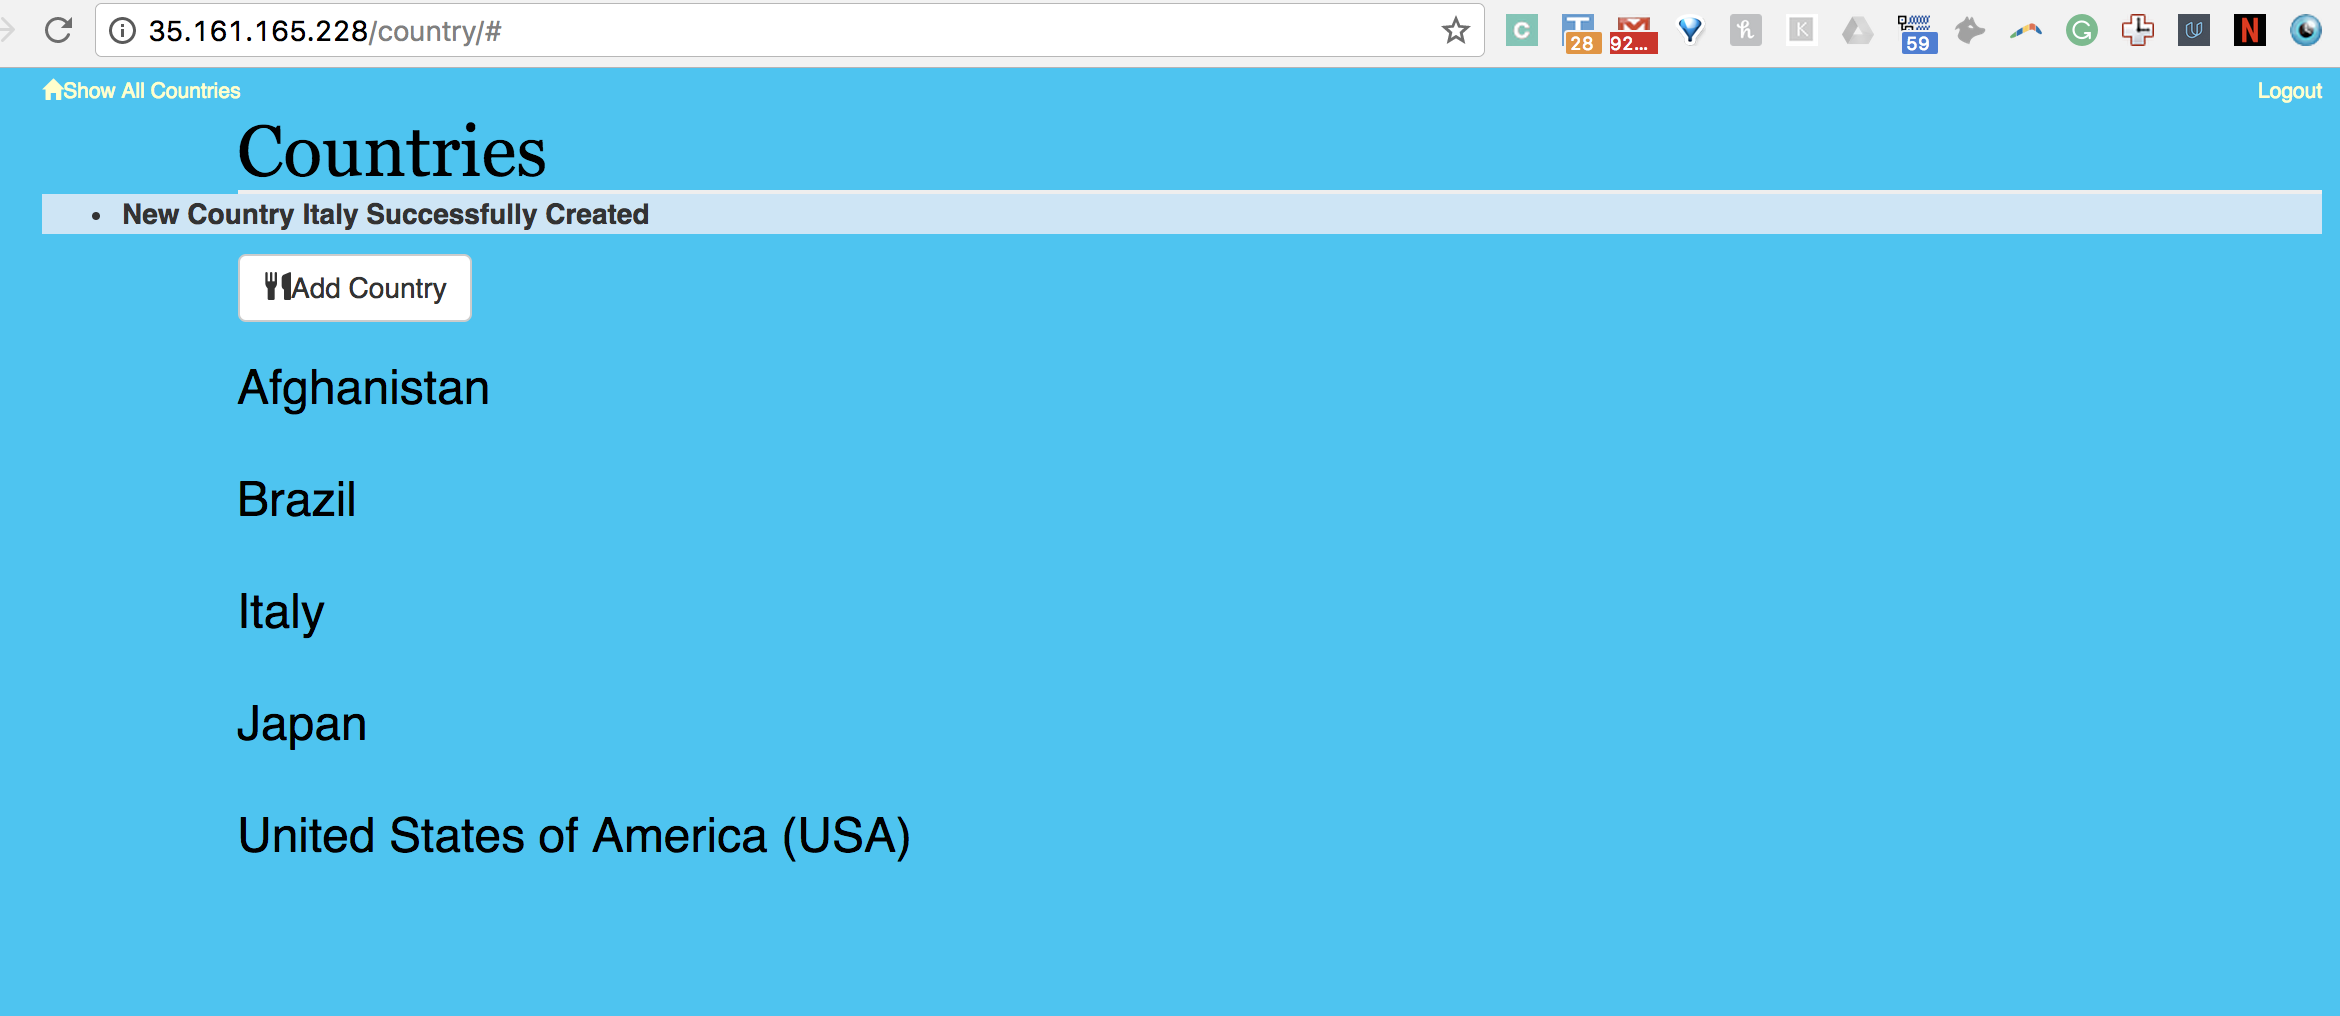 35.161.165.228/country/#
C 28 92... h K 59 G U N
Show All Countries
Logout
Countries
New Country Italy Successfully Created
Add Country
Afghanistan
Brazil
Italy
Japan
United States of America (USA)